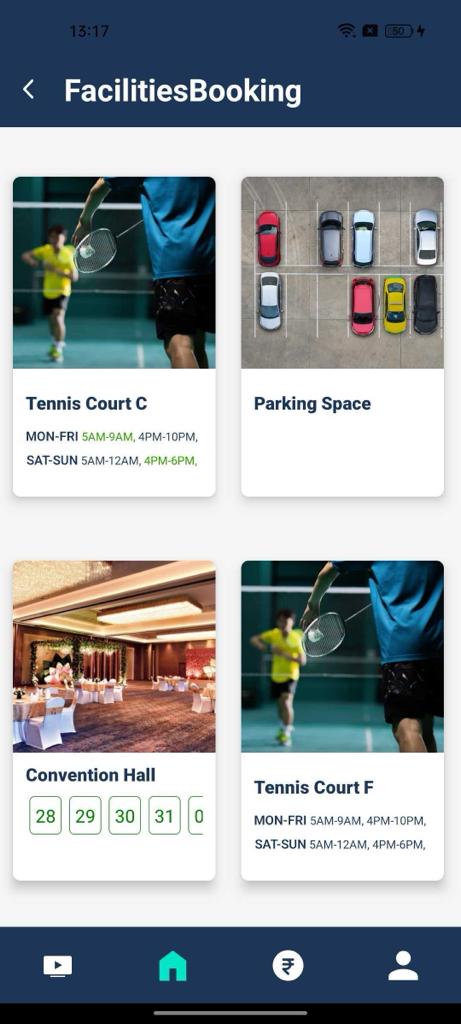 13:17
50
FacilitiesBooking
Tennis Court C
MON-FRI 5AM-9AM, 4PM-10PM,
SAT-SUN 5AM-12AM, 4PM-6PM,
Parking Space
Convention Hall
28 29 30 31 0
Tennis Court F
MON-FRI 5AM-9AM, 4PM-10PM,
SAT-SUN 5AM-12AM, 4PM-6PM,
₹